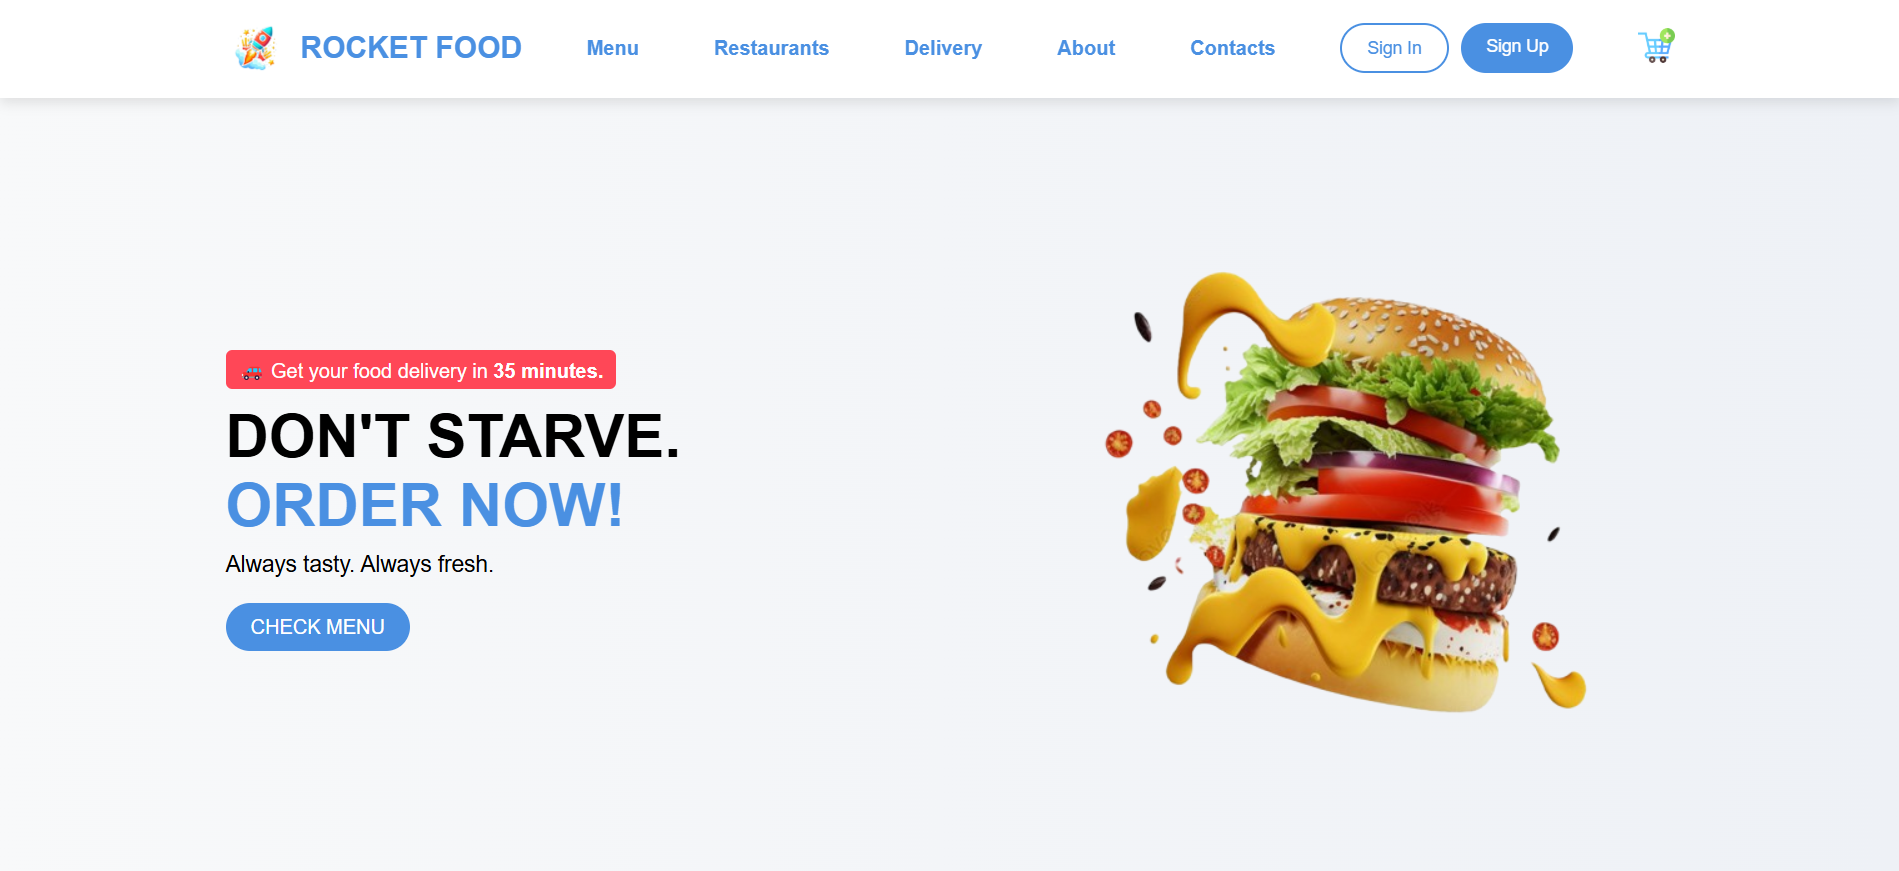 ROCKET FOOD
Menu
Restaurants
Delivery
About
Contacts
Sign In
Sign Up
Get your food delivery in 35 minutes.
DON'T STARVE.
ORDER NOW!
Always tasty. Always fresh.
CHECK MENU